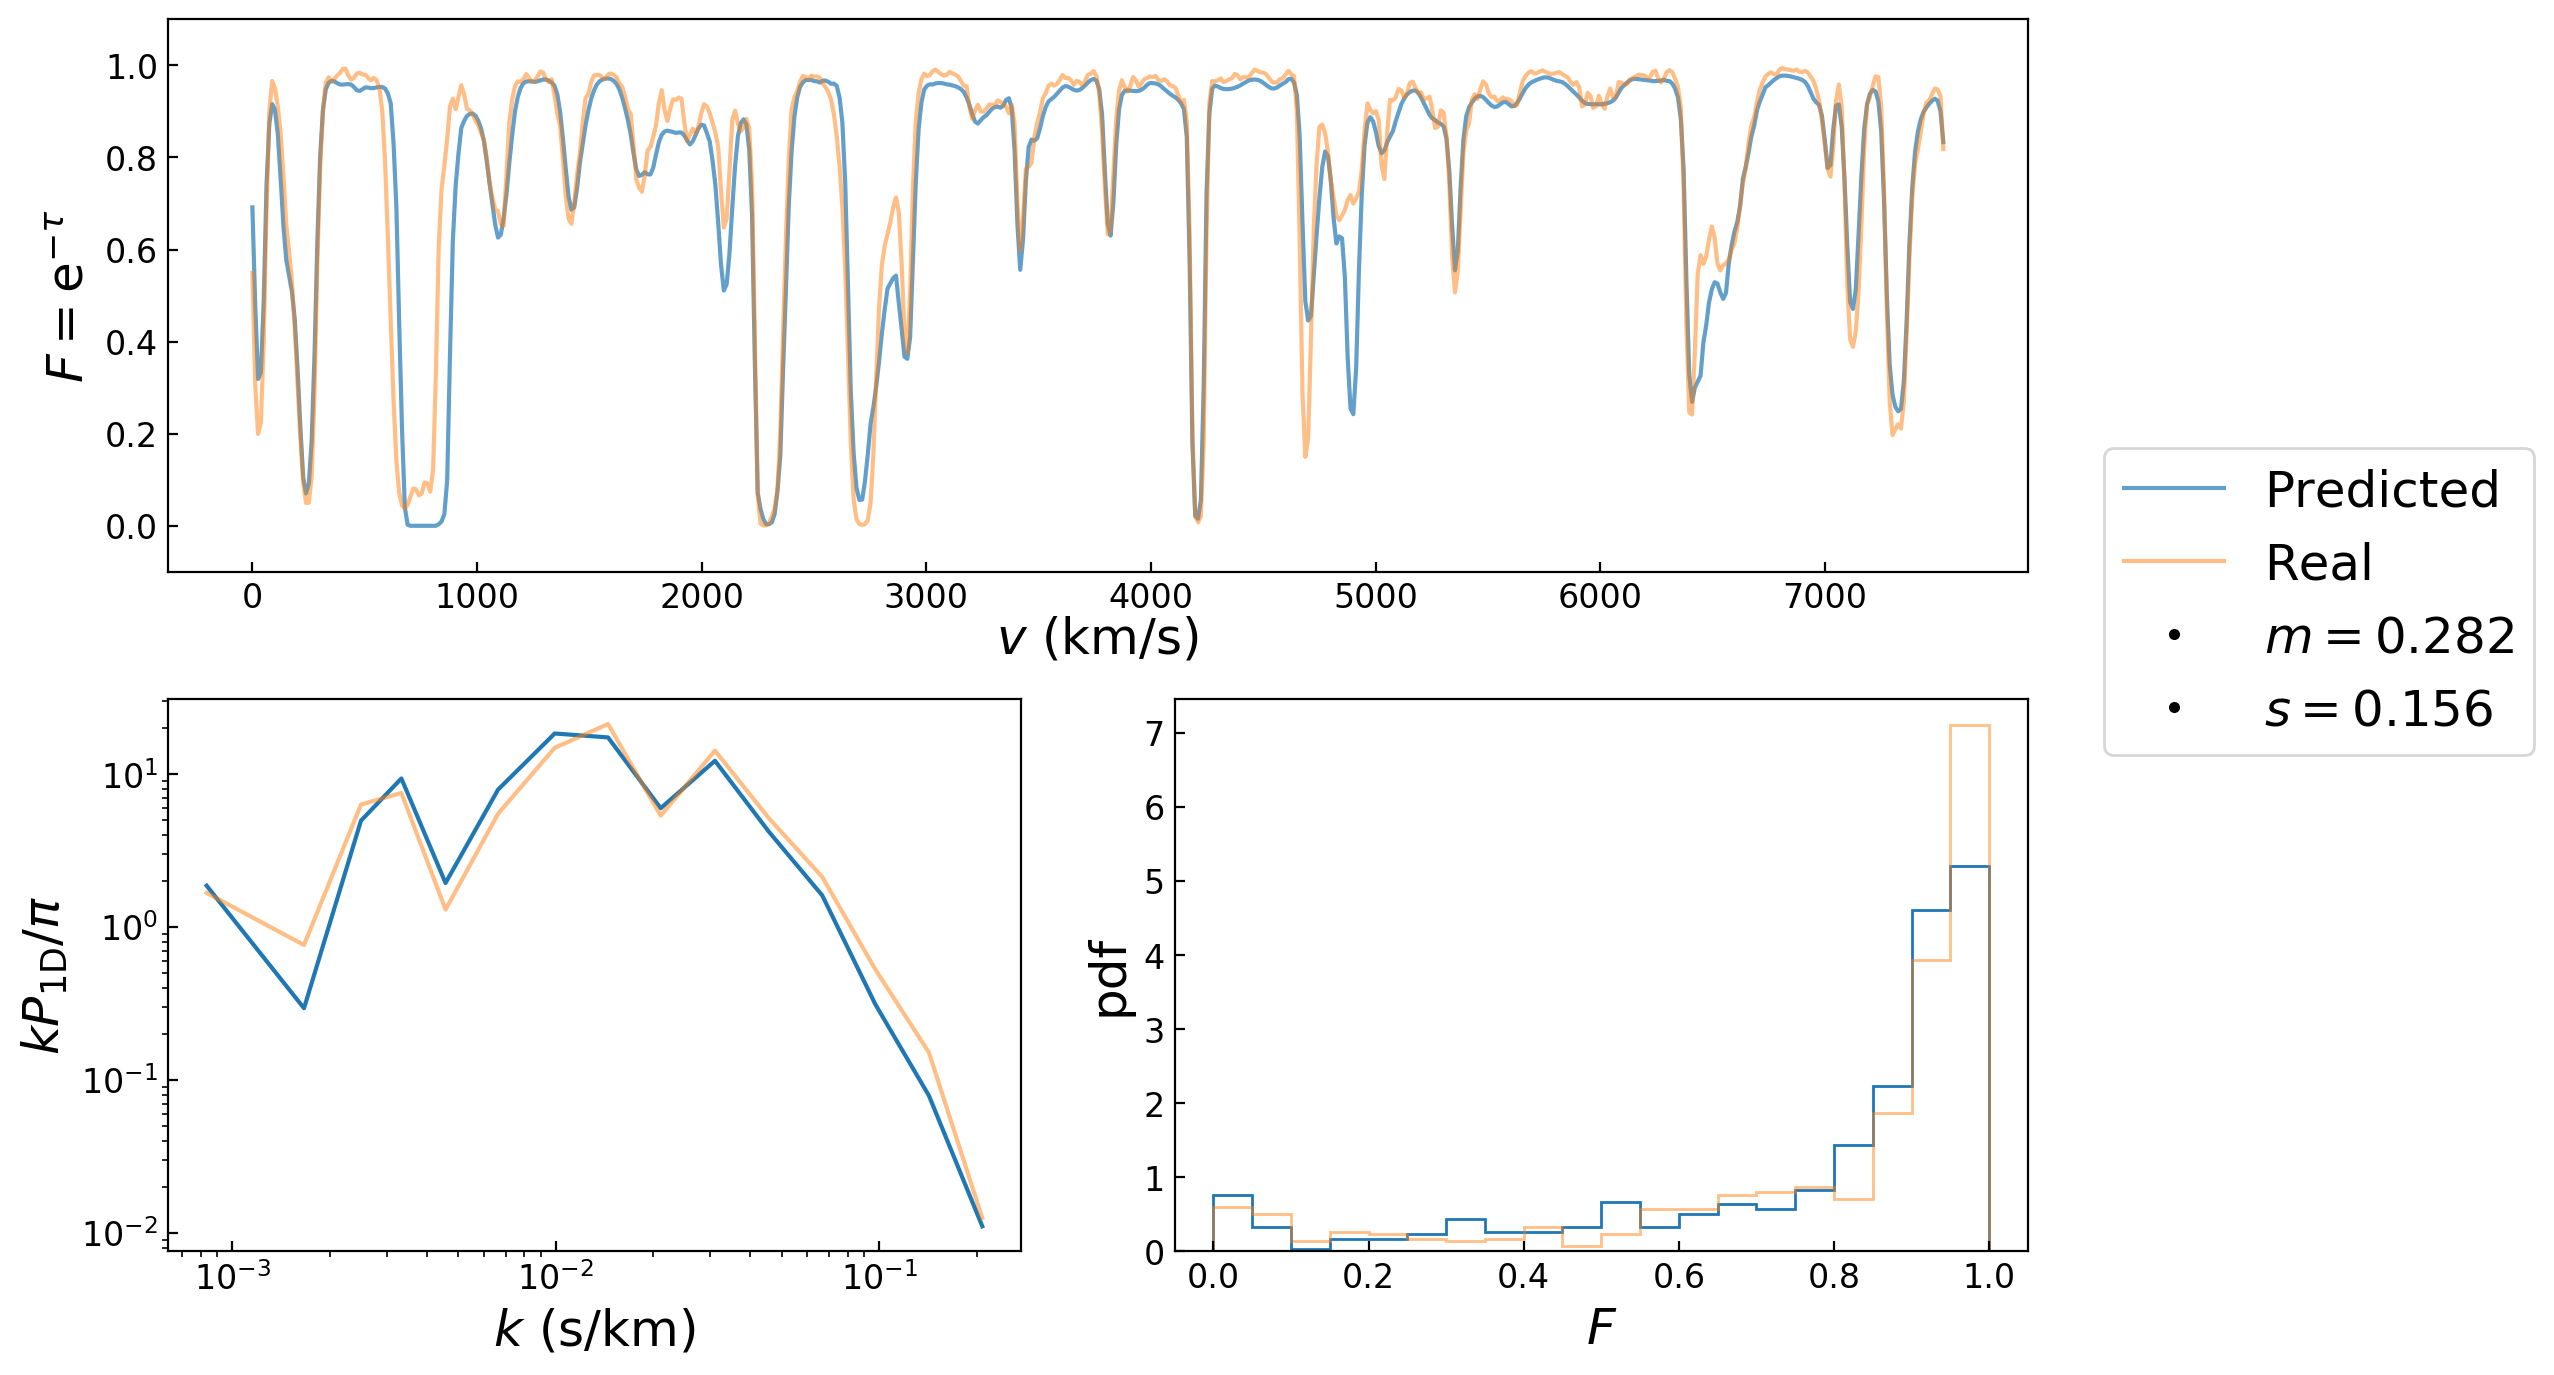 1.0
0.8
0.6
0.4
0.2
0.0
F = e^{−τ}
0 1000 2000 3000 4000 5000 6000 7000
v (km/s)
Predicted
Real
m = 0.282
s = 0.156
10^1
10^0
10^{−1}
10^{−2}
kP_{1D}/π
10^{−3} 10^{−2} 10^{−1}
k (s/km)
7
6
5
4
3
2
1
0
pdf
0.0 0.2 0.4 0.6 0.8 1.0
F